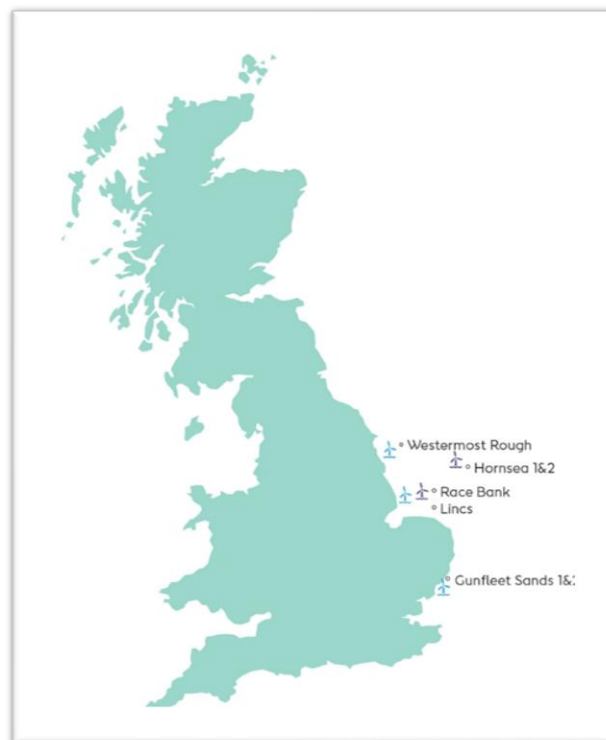 Westermost Rough
Hornsea 1&2
Race Bank
Lincs
Gunfleet Sands 1&